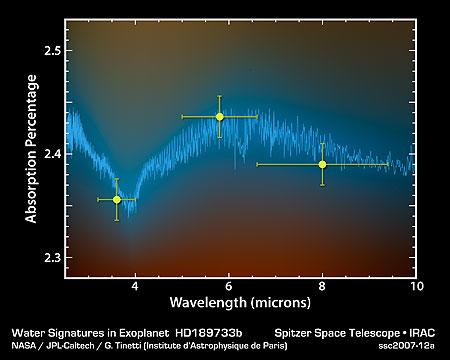 2.5
2.4
2.3
Absorption Percentage
4 6 8 10
Wavelength (microns)
Water Signatures in Exoplanet HD189733b Spitzer Space Telescope • IRAC
NASA / JPL-Caltech / G. Tinetti (Institute d'Astrophysique de Paris) ssc2007-12a